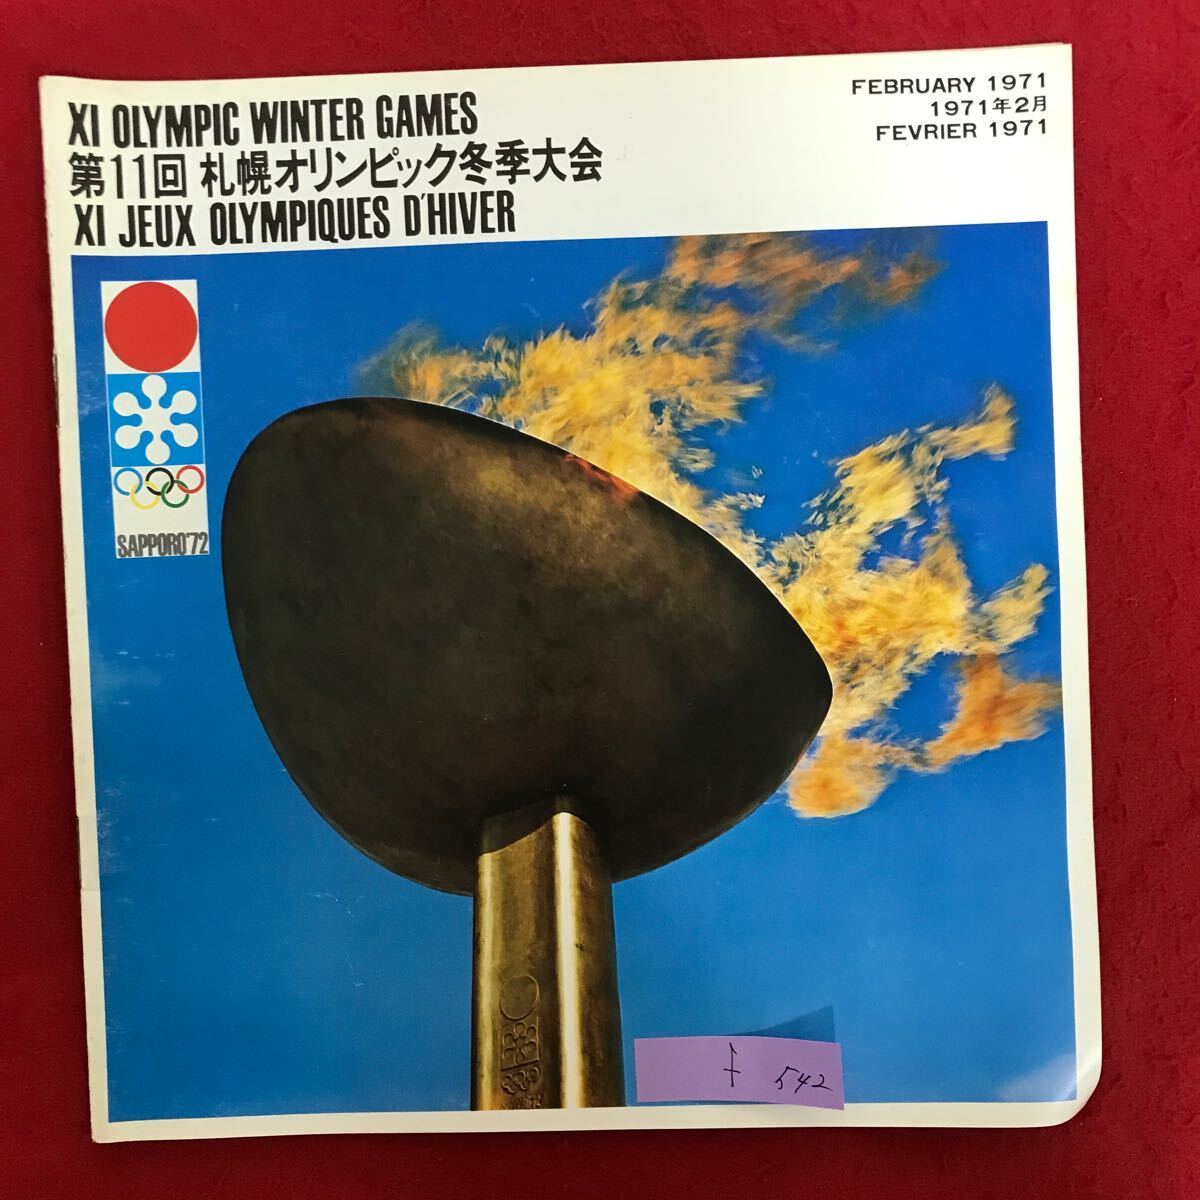 XI OLYMPIC WINTER GAMES
第11回 札幌オリンピック冬季大会
XI JEUX OLYMPIQUES D'HIVER
FEBRUARY 1971
1971年2月
FEVRIER 1971
SAPPORO'72
542